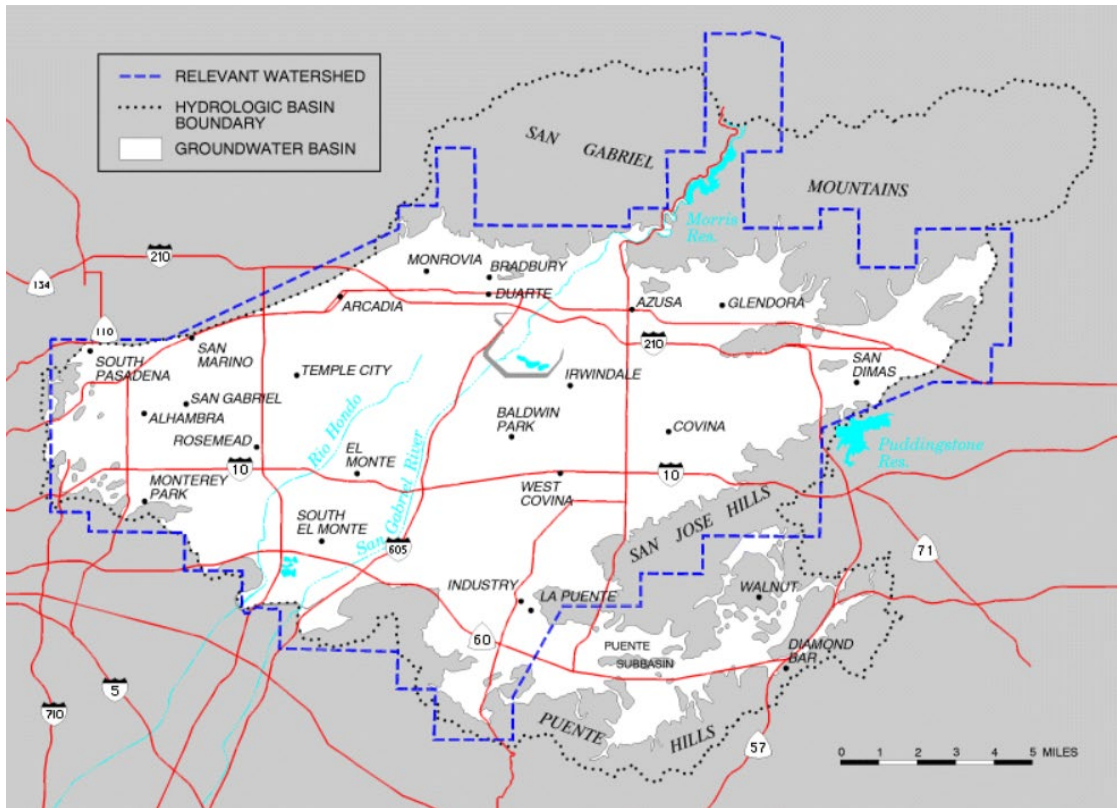 RELEVANT WATERSHED
HYDROLOGIC BASIN
BOUNDARY
GROUNDWATER BASIN
SAN GABRIEL
MOUNTAINS
Morris
Res.
210
134
MONROVIA
BRADBURY
DUARTE
ARCADIA
AZUSA
GLENDORA
110
SOUTH
PASADENA
SAN
MARINO
210
TEMPLE CITY
IRWINDALE
SAN
DIMAS
SAN GABRIEL
ALHAMBRA
ROSEMEAD
Rio Hondo
BALDWIN
PARK
COVINA
Puddingstone
Res.
10
EL
MONTE
San Gabriel River
10
MONTEREY
PARK
WEST
COVINA
SOUTH
EL MONTE
605
SAN JOSE HILLS
71
INDUSTRY
LA PUENTE
WALNUT
60
PUENTE
SUBBASIN
DIAMOND
BAR
5
710
PUENTE HILLS
57
0 1 2 3 4 5 MILES